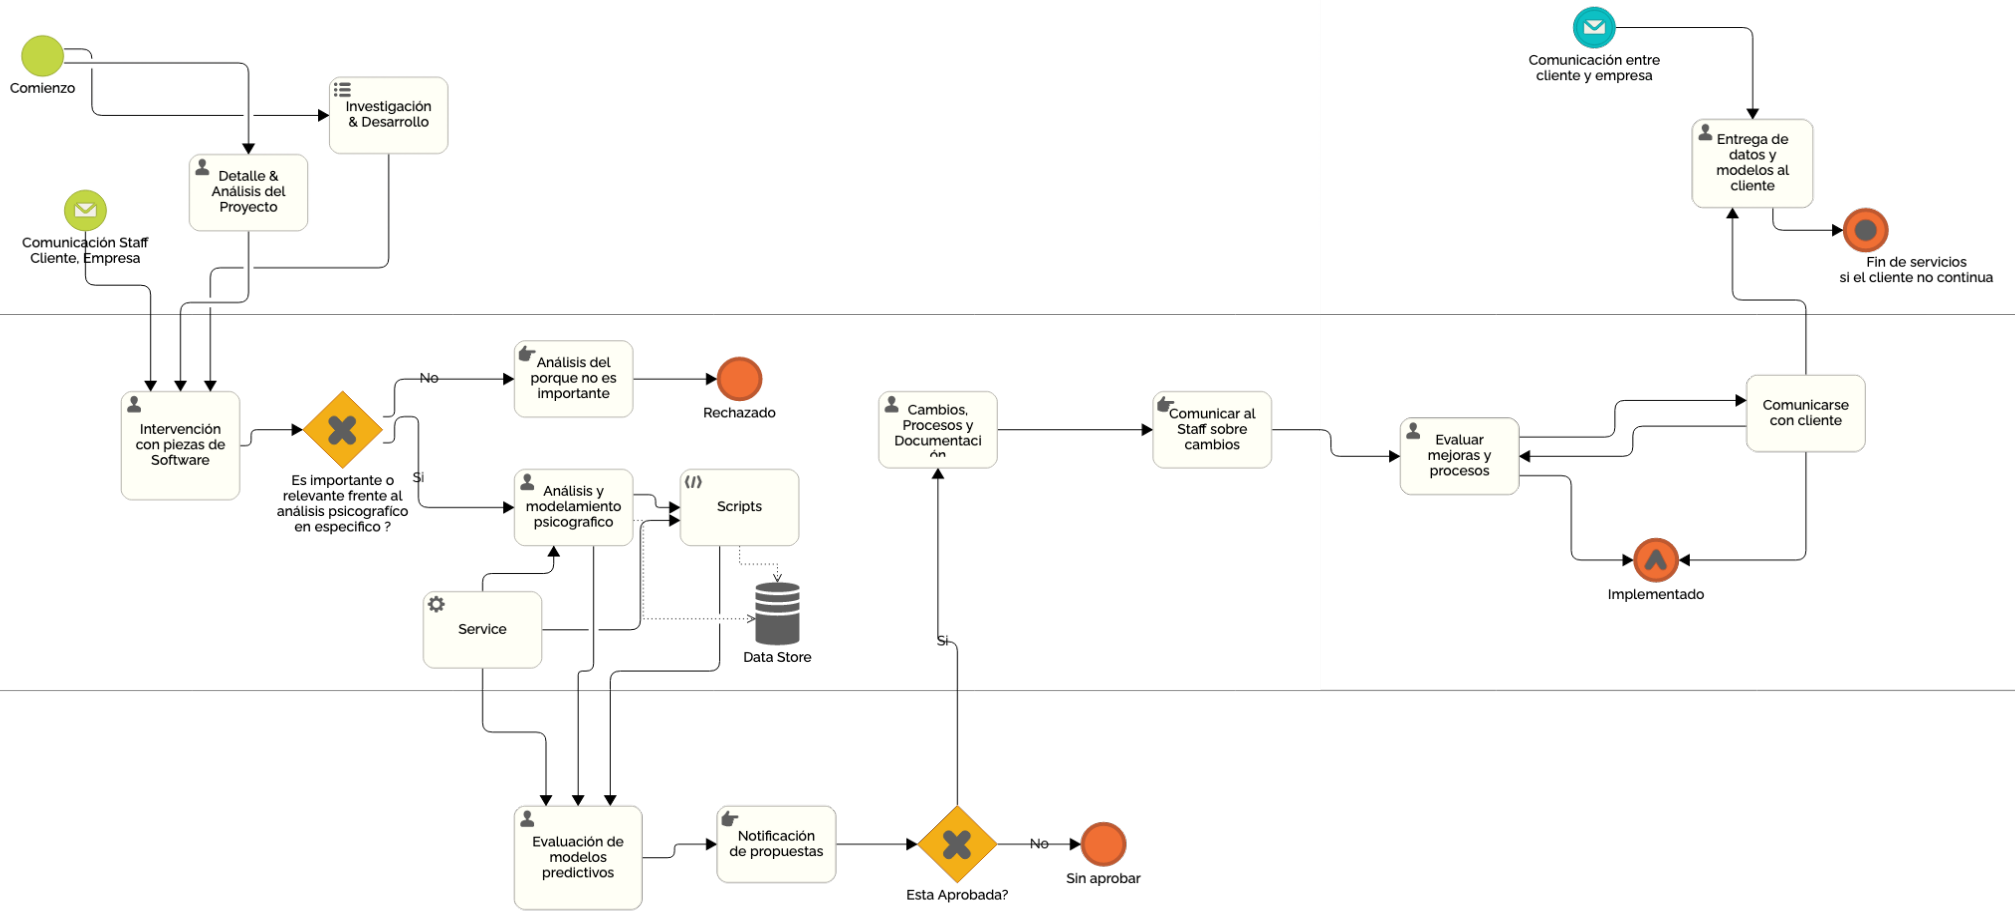 Comienzo
Investigación
& Desarrollo
Detalle &
Análisis del
Proyecto
Comunicación Staff
Cliente, Empresa
Comunicación entre
cliente y empresa
Entrega de
datos y
modelos al
cliente
Fin de servicios
si el cliente no continua
Intervención
con piezas de
Software
Es importante o
relevante frente al
análisis psicografíco
en especifico ?
No
Si
Análisis del
porque no es
importante
Rechazado
Análisis y
modelamiento
psicografico
Scripts
Service
Data Store
Cambios,
Procesos y
Documentaci
ón
Comunicar al
Staff sobre
cambios
Evaluar
mejoras y
procesos
Comunicarse
con cliente
Implementado
Si
Evaluación de
modelos
predictivos
Notificación
de propuestas
Esta Aprobada?
No
Sin aprobar